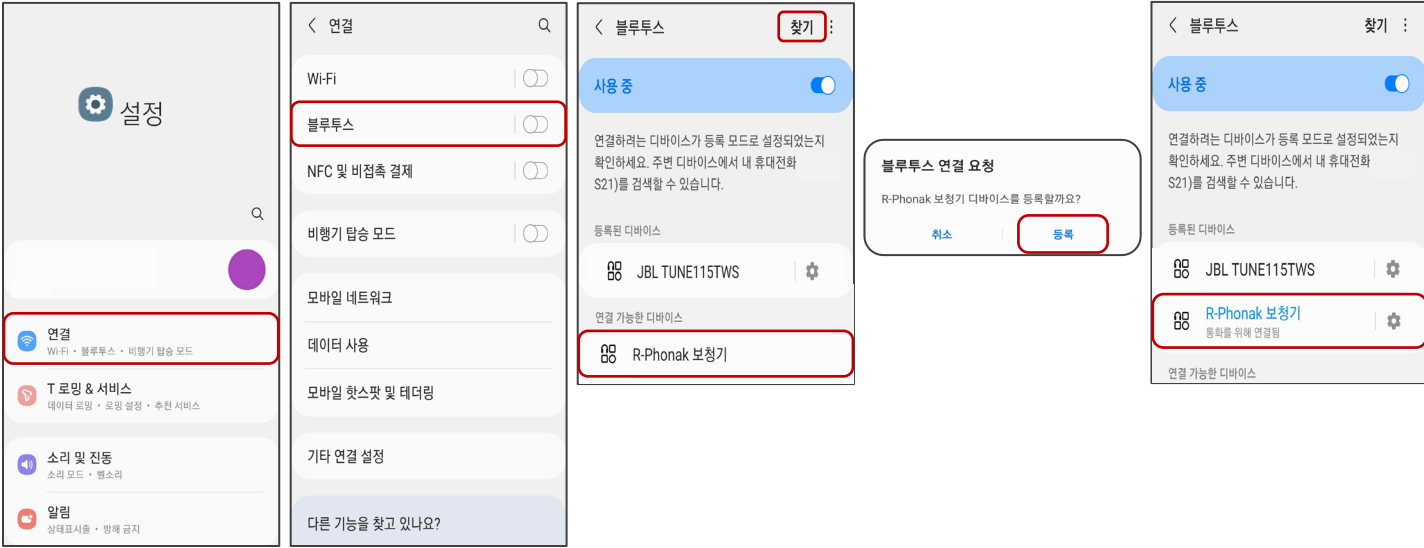 설정
연결
Wi-Fi • 블루투스 • 비행기 탑승 모드
T 로밍 & 서비스
데이터 로밍 • 로밍 설정 • 추천 서비스
소리 및 진동
소리 모드 • 벨소리
알림
상태표시줄 • 방해 금지
연결
Wi-Fi
블루투스
NFC 및 비접촉 결제
비행기 탑승 모드
모바일 네트워크
데이터 사용
모바일 핫스팟 및 테더링
기타 연결 설정
다른 기능을 찾고 있나요?
블루투스 찾기
사용 중
연결하려는 디바이스가 등록 모드로 설정되었는지
확인하세요. 주변 디바이스에서 내 휴대전화
S21)를 검색할 수 있습니다.
등록된 디바이스
JBL TUNE115TWS
연결 가능한 디바이스
R-Phonak 보청기
블루투스 연결 요청
R-Phonak 보청기 디바이스를 등록할까요?
취소 등록
블루투스 찾기
사용 중
연결하려는 디바이스가 등록 모드로 설정되었는지
확인하세요. 주변 디바이스에서 내 휴대전화
S21)를 검색할 수 있습니다.
등록된 디바이스
JBL TUNE115TWS
R-Phonak 보청기
통화를 위해 연결됨
연결 가능한 디바이스